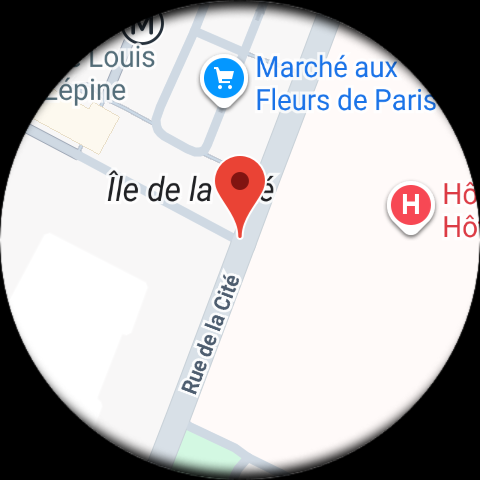 M
Louis
Lépine
Marché aux
Fleurs de Paris
Île de la
H
Rue de la Cité